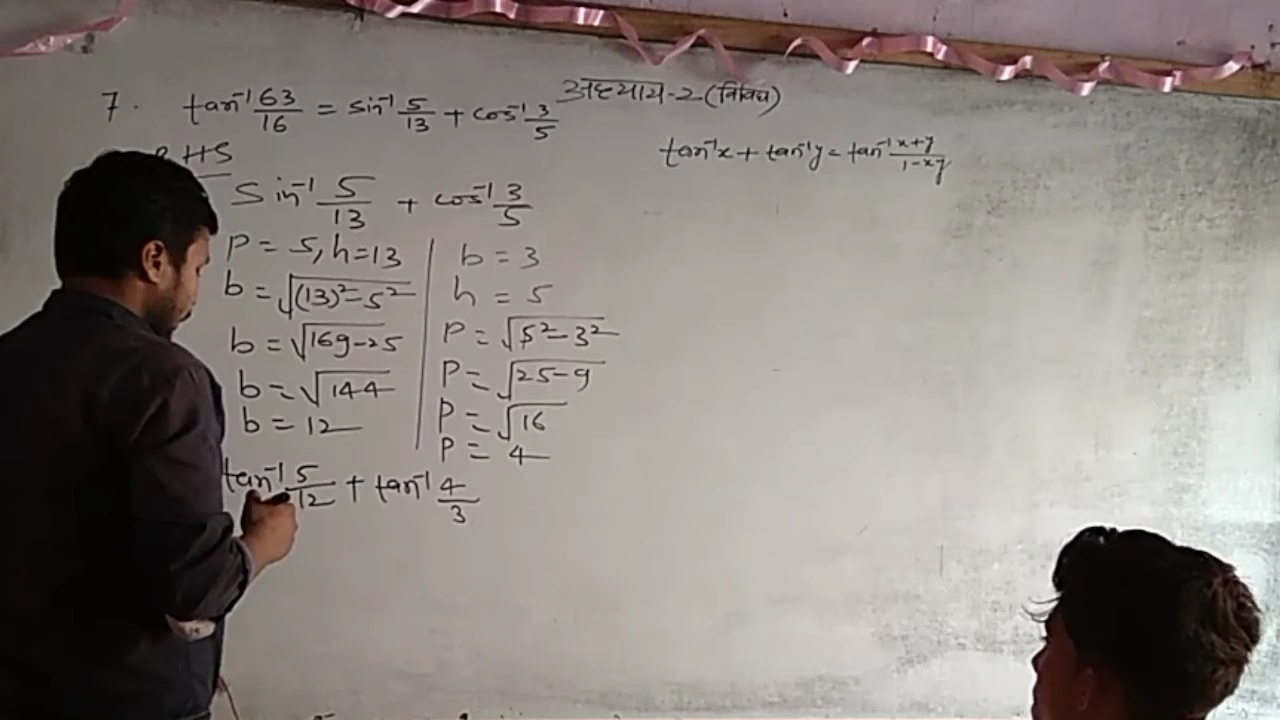 7. tan⁻¹ 63/16 = sin⁻¹ 5/13 + cos⁻¹ 3/5
अध्याय-2 (विविध)
tan⁻¹x + tan⁻¹y = tan⁻¹ x+y/1-xy
RHS
sin⁻¹ 5/13 + cos⁻¹ 3/5
P = 5, h=13
b = √(13)²-5²
b = √169-25
b = √144
b = 12
b = 3
h = 5
P = √5²-3²
P = √25-9
P = √16
P = 4
tan⁻¹ 5/12 + tan⁻¹ 4/3